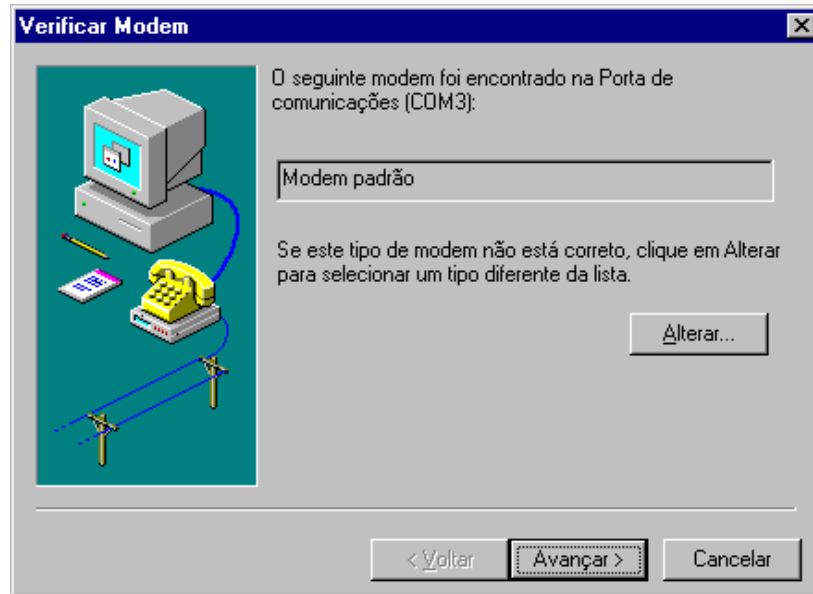 Verificar Modem
O seguinte modem foi encontrado na Porta de
comunicações (COM3):
Modem padrão
Se este tipo de modem não está correto, clique em Alterar
para selecionar um tipo diferente da lista.
Alterar...
< Voltar
Avançar >
Cancelar